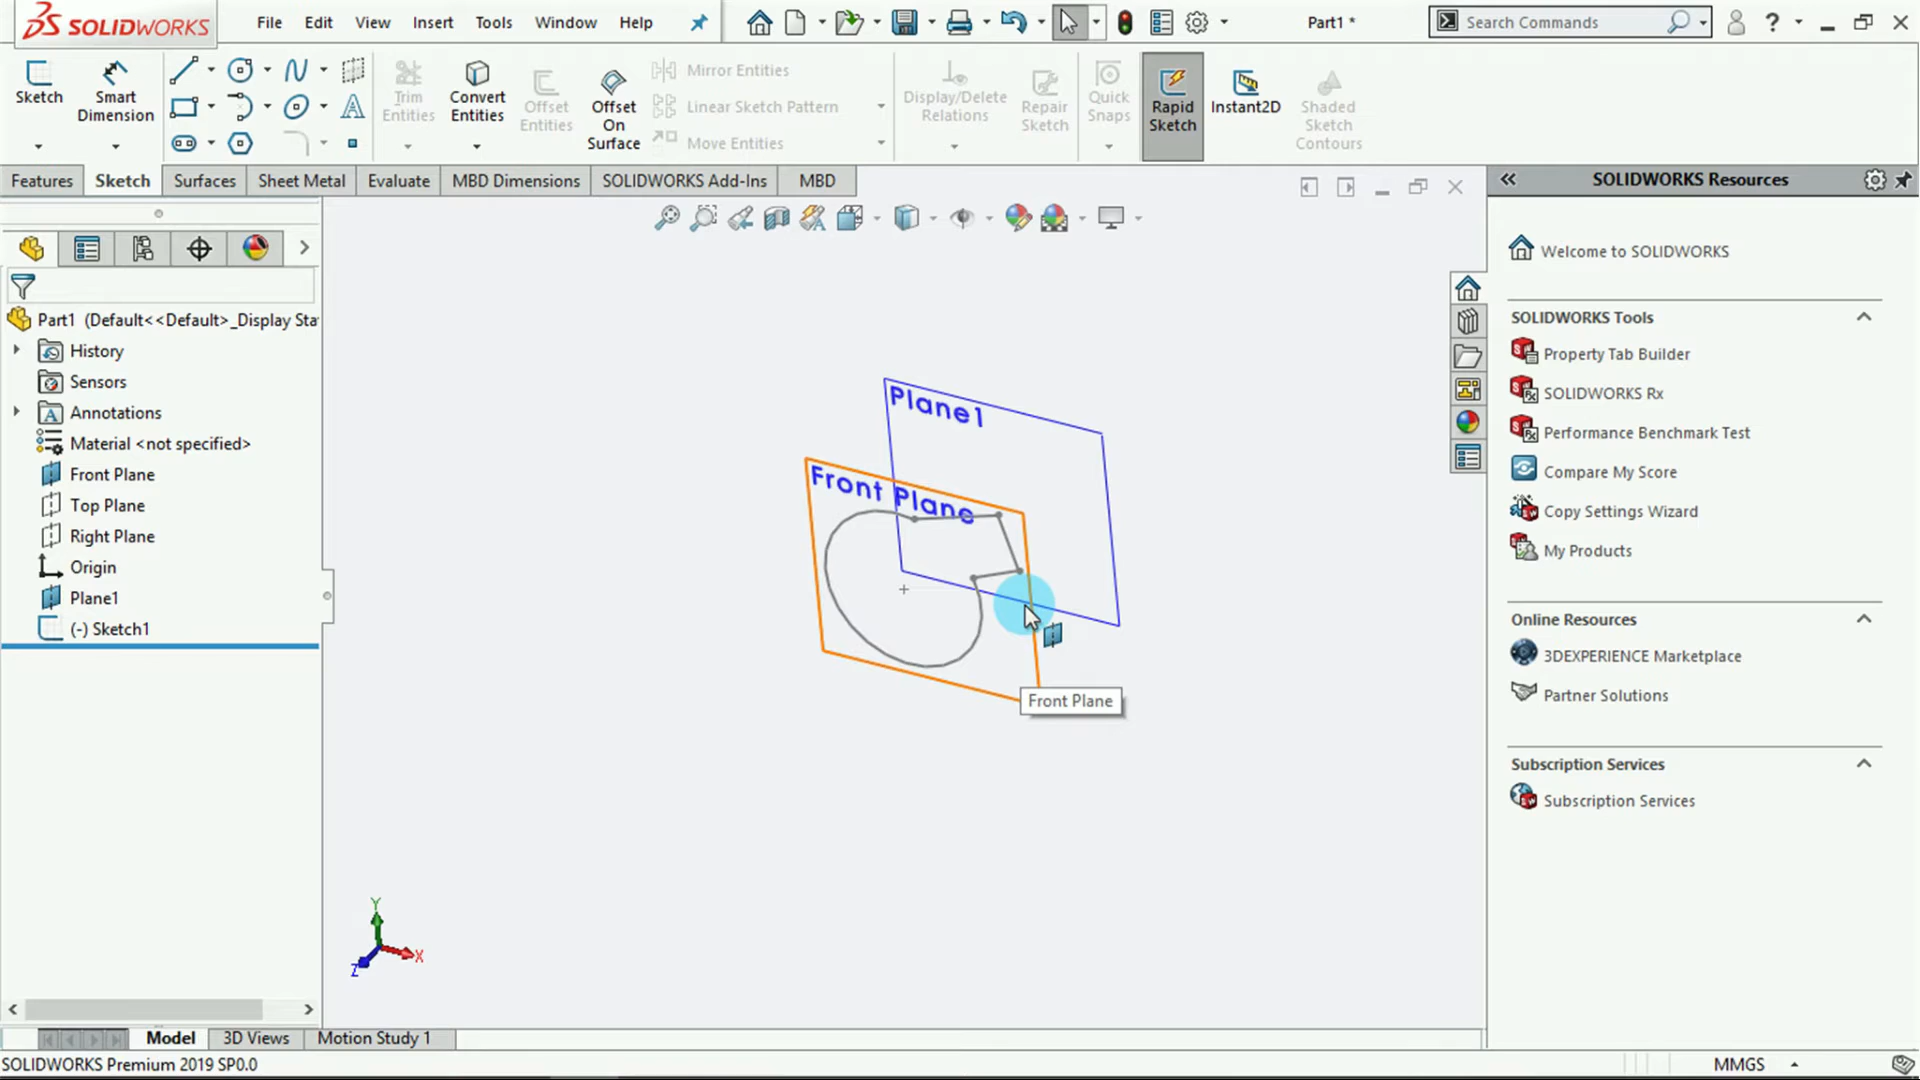 SOLIDWORKS
File Edit View Insert Tools Window Help
Part1 *
Search Commands
?
Sketch
Smart
Dimension
Trim
Entities
Convert
Entities
Offset
Entities
Offset
On
Surface
Mirror Entities
Linear Sketch Pattern
Move Entities
Display/Delete
Relations
Repair
Sketch
Quick
Snaps
Rapid
Sketch
Instant2D
Shaded
Sketch
Contours
Features Sketch Surfaces Sheet Metal Evaluate MBD Dimensions SOLIDWORKS Add-Ins MBD
Part1 (Default<<Default>_Display Sta
History
Sensors
Annotations
Material <not specified>
Front Plane
Top Plane
Right Plane
Origin
Plane1
(-) Sketch1
Plane1
Front Plane
Front Plane
Y
X
Z
SOLIDWORKS Resources
Welcome to SOLIDWORKS
SOLIDWORKS Tools
Property Tab Builder
SOLIDWORKS Rx
Performance Benchmark Test
Compare My Score
Copy Settings Wizard
My Products
Online Resources
3DEXPERIENCE Marketplace
Partner Solutions
Subscription Services
Subscription Services
Model 3D Views Motion Study 1
SOLIDWORKS Premium 2019 SP0.0
MMGS